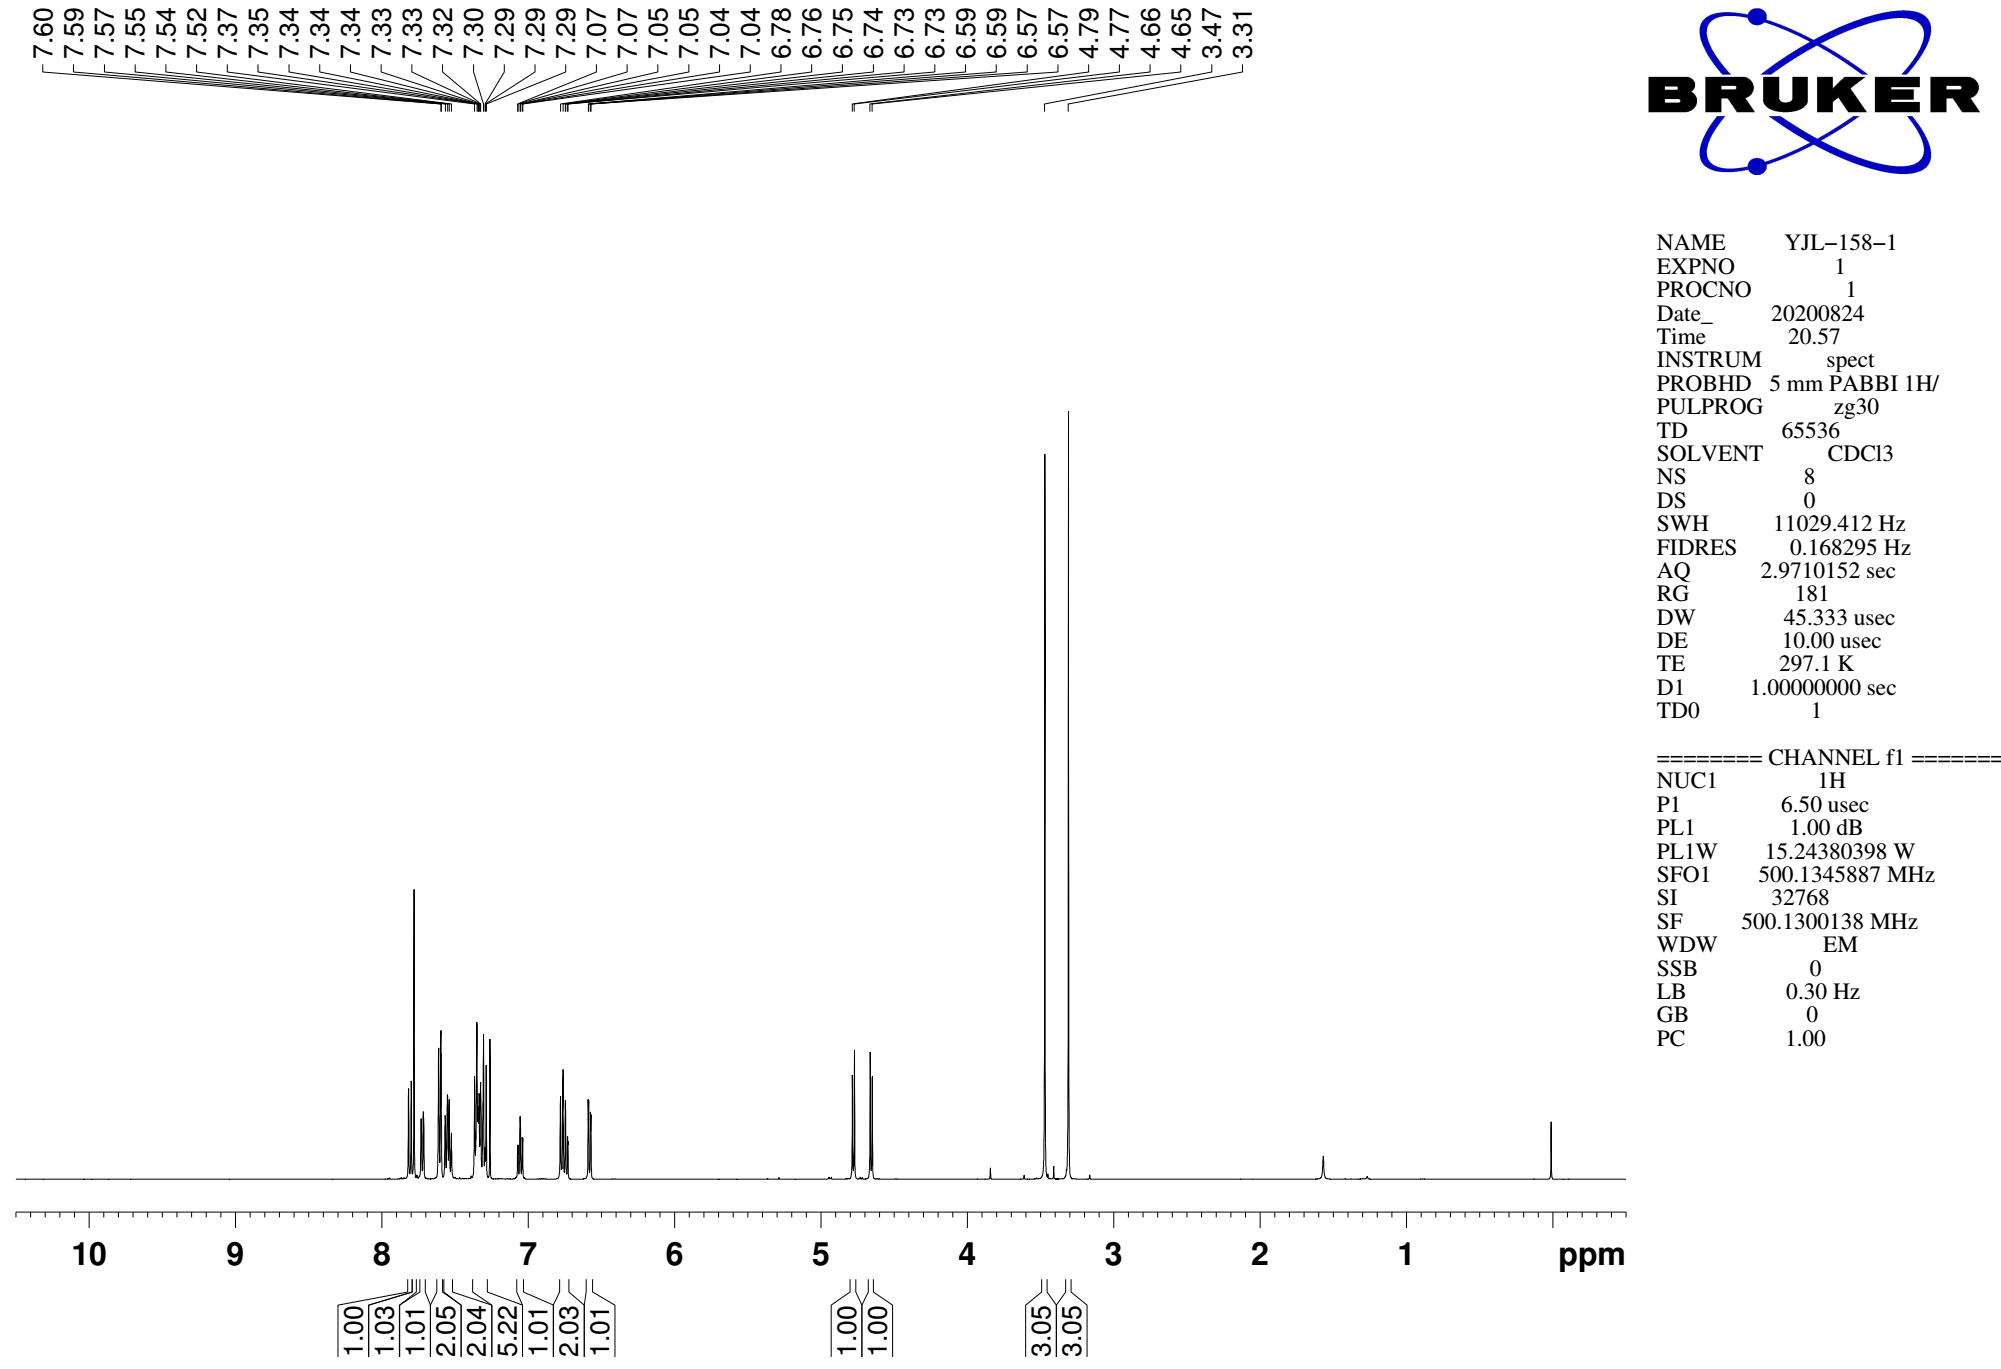 7.60
7.59
7.57
7.55
7.54
7.52
7.37
7.35
7.34
7.34
7.34
7.33
7.33
7.32
7.30
7.29
7.29
7.29
7.07
7.07
7.05
7.05
7.04
7.04
6.78
6.76
6.75
6.74
6.73
6.73
6.59
6.59
6.57
6.57
4.79
4.77
4.66
4.65
3.47
3.31
BRUKER
NAME YJL-158-1
EXPNO 1
PROCNO 1
Date_ 20200824
Time 20.57
INSTRUM spect
PROBHD 5 mm PABBI 1H/
PULPROG zg30
TD 65536
SOLVENT CDCl3
NS 8
DS 0
SWH 11029.412 Hz
FIDRES 0.168295 Hz
AQ 2.9710152 sec
RG 181
DW 45.333 usec
DE 10.00 usec
TE 297.1 K
D1 1.00000000 sec
TD0 1
======== CHANNEL f1 =======
NUC1 1H
P1 6.50 usec
PL1 1.00 dB
PL1W 15.24380398 W
SFO1 500.1345887 MHz
SI 32768
SF 500.1300138 MHz
WDW EM
SSB 0
LB 0.30 Hz
GB 0
PC 1.00
10 9 8 7 6 5 4 3 2 1 ppm
1.00
1.03
1.01
2.05
2.04
5.22
1.01
2.03
1.01
1.00
1.00
3.05
3.05